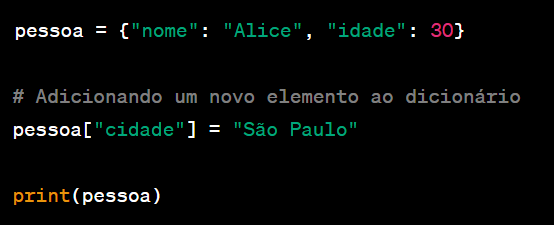 pessoa = {"nome": "Alice", "idade": 30}
# Adicionando um novo elemento ao dicionário
pessoa["cidade"] = "São Paulo"
print(pessoa)